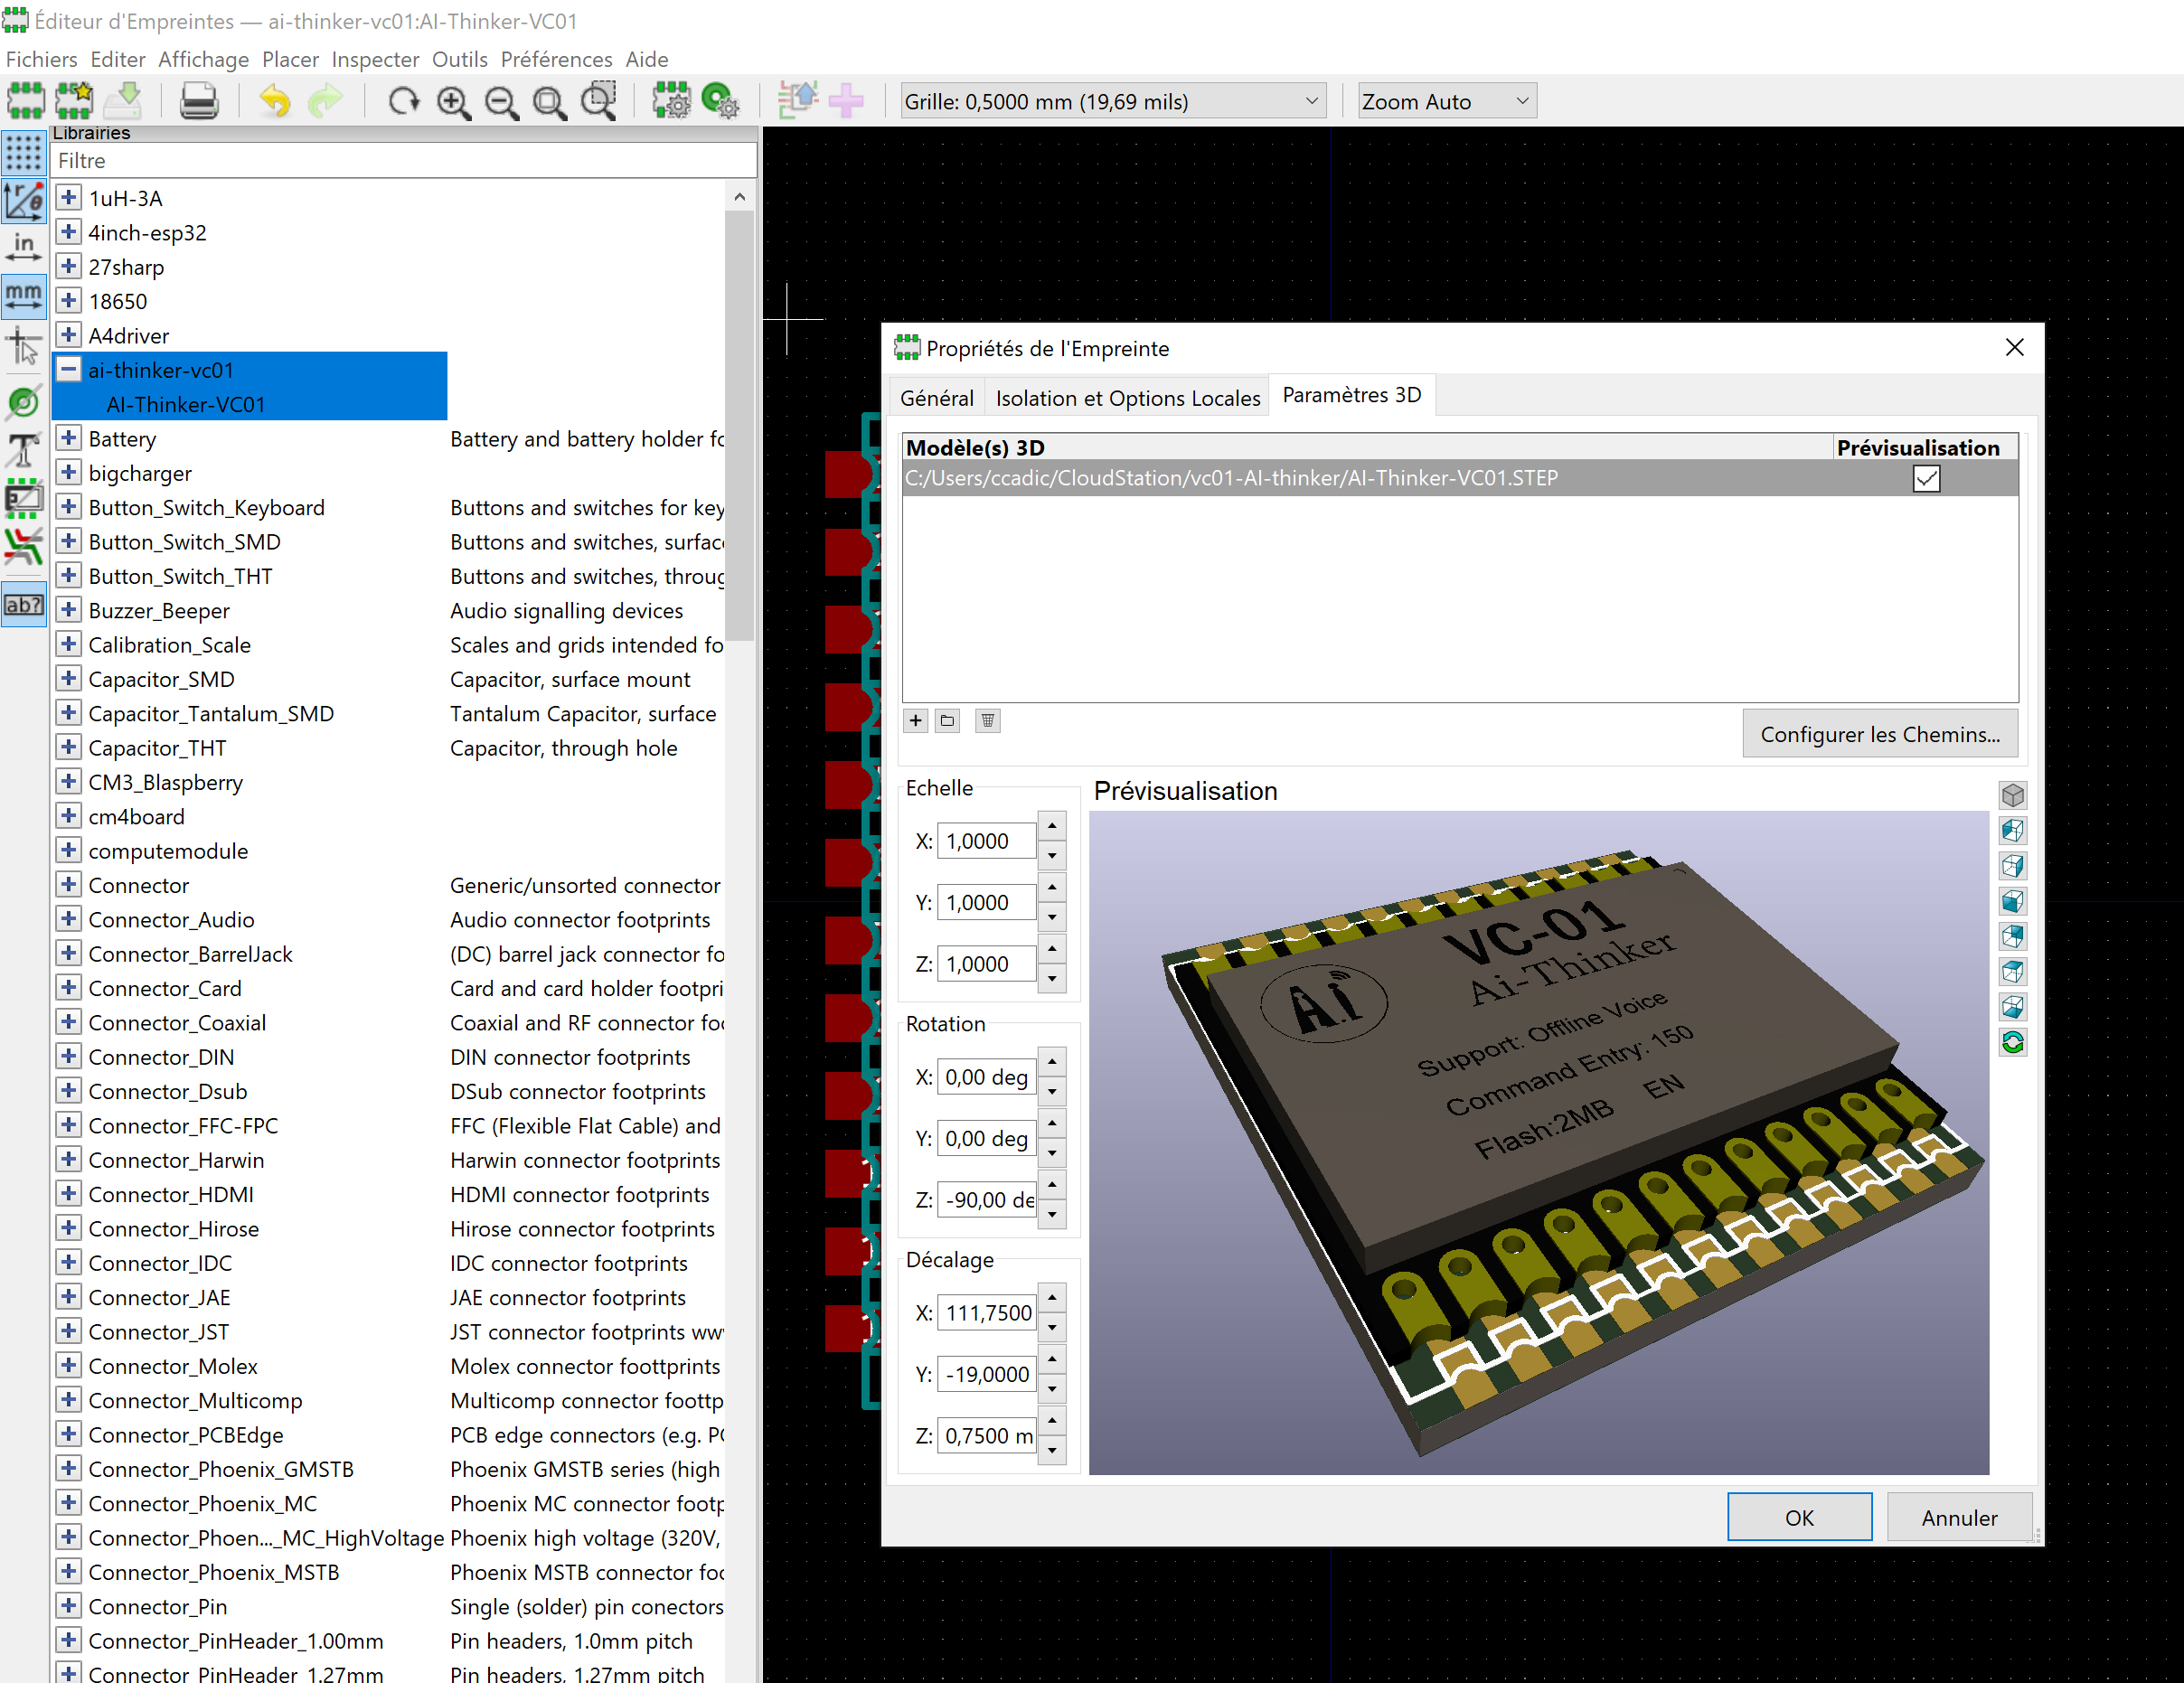 Éditeur d'Empreintes — ai-thinker-vc01:AI-Thinker-VC01
Fichiers Editer Affichage Placer Inspecter Outils Préférences Aide
Grille: 0,5000 mm (19,69 mils)
Zoom Auto
Librairies
Filtre
in
mm
ab?
1uH-3A
4inch-esp32
27sharp
18650
A4driver
ai-thinker-vc01
AI-Thinker-VC01
Battery Battery and battery holder fo
bigcharger
Button_Switch_Keyboard Buttons and switches for key
Button_Switch_SMD Buttons and switches, surfac
Button_Switch_THT Buttons and switches, throug
Buzzer_Beeper Audio signalling devices
Calibration_Scale Scales and grids intended fo
Capacitor_SMD Capacitor, surface mount
Capacitor_Tantalum_SMD Tantalum Capacitor, surface
Capacitor_THT Capacitor, through hole
CM3_Blaspberry
cm4board
computemodule
Connector Generic/unsorted connector
Connector_Audio Audio connector footprints
Connector_BarrelJack (DC) barrel jack connector fo
Connector_Card Card and card holder footpri
Connector_Coaxial Coaxial and RF connector foo
Connector_DIN DIN connector footprints
Connector_Dsub DSub connector footprints
Connector_FFC-FPC FFC (Flexible Flat Cable) and
Connector_Harwin Harwin connector footprints
Connector_HDMI HDMI connector footprints
Connector_Hirose Hirose connector footprints
Connector_IDC IDC connector footprints
Connector_JAE JAE connector footprints
Connector_JST JST connector footprints ww
Connector_Molex Molex connector foottprints
Connector_Multicomp Multicomp connector foottp
Connector_PCBEdge PCB edge connectors (e.g. PC
Connector_Phoenix_GMSTB Phoenix GMSTB series (high
Connector_Phoenix_MC Phoenix MC connector footp
Connector_Phoen..._MC_HighVoltage Phoenix high voltage (320V,
Connector_Phoenix_MSTB Phoenix MSTB connector foo
Connector_Pin Single (solder) pin conectors
Connector_PinHeader_1.00mm Pin headers, 1.0mm pitch
Connector_PinHeader_1.27mm Pin headers, 1.27mm pitch
Propriétés de l'Empreinte
Général Isolation et Options Locales Paramètres 3D
Modèle(s) 3D Prévisualisation
C:/Users/ccadic/CloudStation/vc01-AI-thinker/AI-Thinker-VC01.STEP
Configurer les Chemins...
Echelle
X: 1,0000
Y: 1,0000
Z: 1,0000
Rotation
X: 0,00 deg
Y: 0,00 deg
Z: -90,00 de
Décalage
X: 111,7500
Y: -19,0000
Z: 0,7500 m
Prévisualisation
Ai
VC-01
Ai-Thinker
Support: Offline Voice
Command Entry: 150
Flash:2MB EN
OK
Annuler